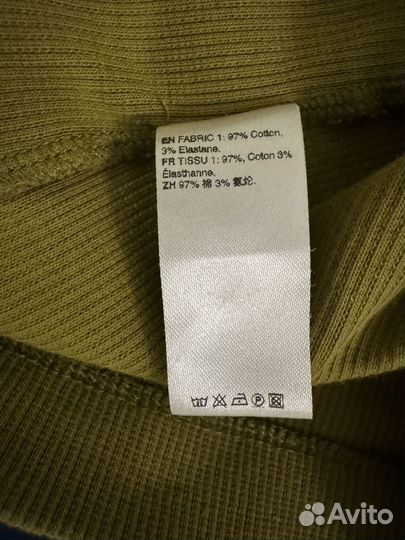 EN FABRIC 1: 97% Cotton,
3% Elastane.
FR TISSU 1: 97%, Coton 3%
Élasthanne.
ZH 97% 棉 3% 氨纶.
Avito